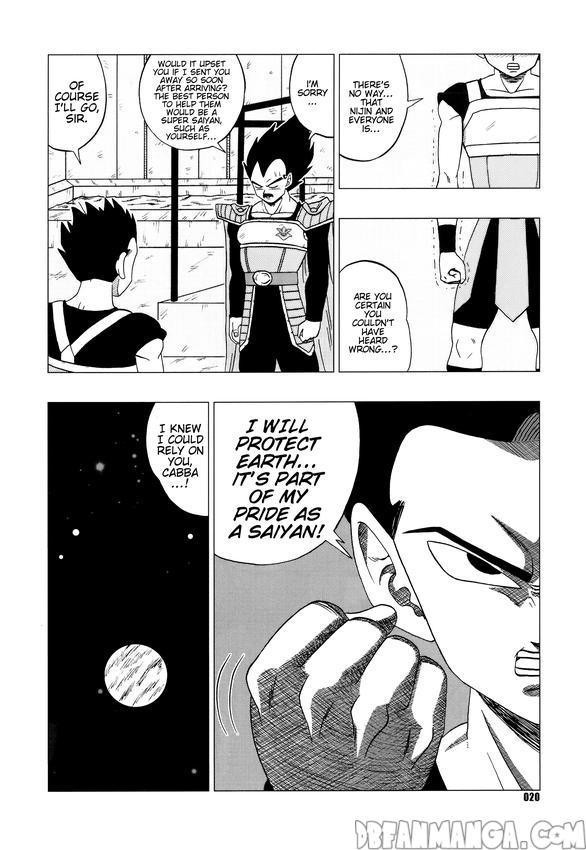 THERE'S
NO WAY...
THAT
NIJIN AND
EVERYONE
IS...
ARE YOU
CERTAIN
YOU
COULDN'T
HAVE
HEARD
WRONG...?
I'M
SORRY
...
WOULD IT UPSET
YOU IF I SENT YOU
AWAY SO SOON
AFTER ARRIVING?
THE BEST PERSON
TO HELP THEM
WOULD BE A
SUPER SAIYAN,
SUCH AS
YOURSELF...
OF
COURSE
I'LL GO,
SIR.
I WILL
PROTECT
EARTH...
IT'S PART
OF MY
PRIDE AS
A SAIYAN!
I KNEW
I COULD
RELY ON
YOU,
CABBA
...!
020
DBFANMANGA.COM